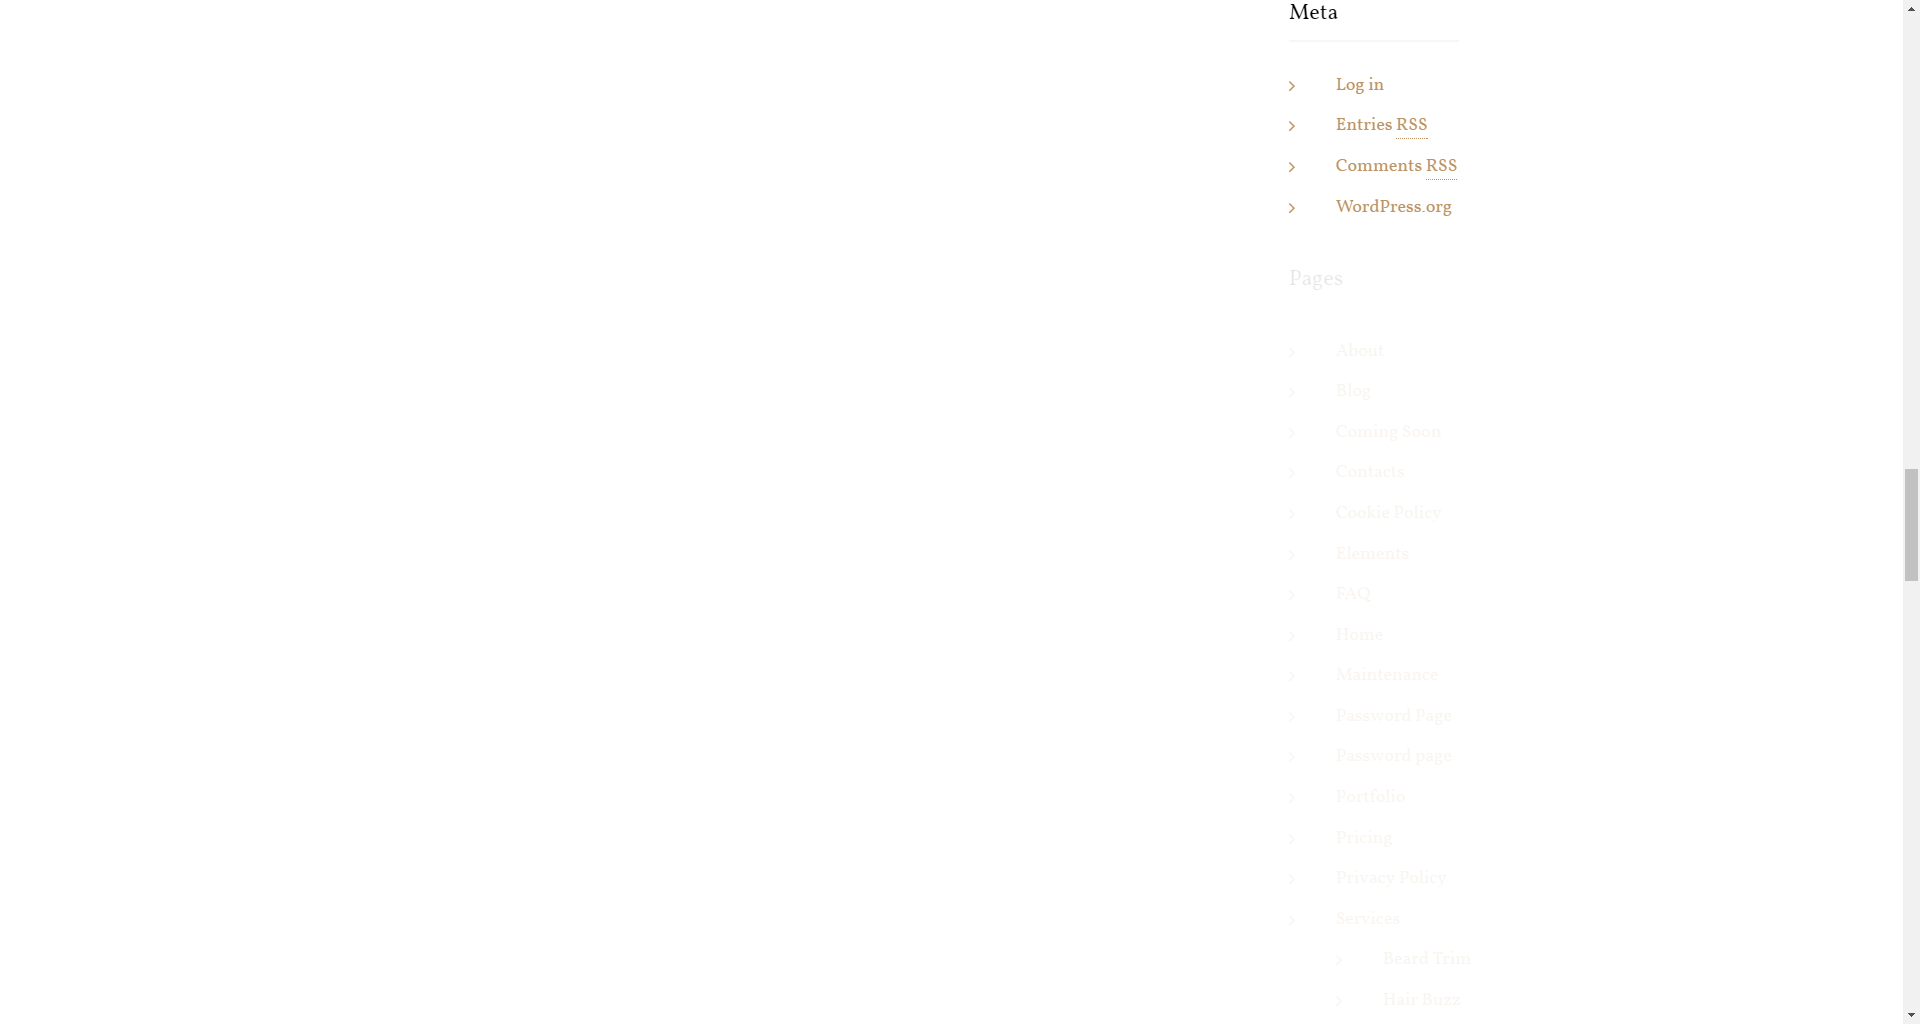 Meta
Log in
Entries RSS
Comments RSS
WordPress.org
Pages
About
Blog
Coming Soon
Contacts
Cookie Policy
Elements
FAQ
Home
Maintenance
Password Page
Password page
Portfolio
Pricing
Privacy Policy
Services
Beard Trim
Hair Buzz